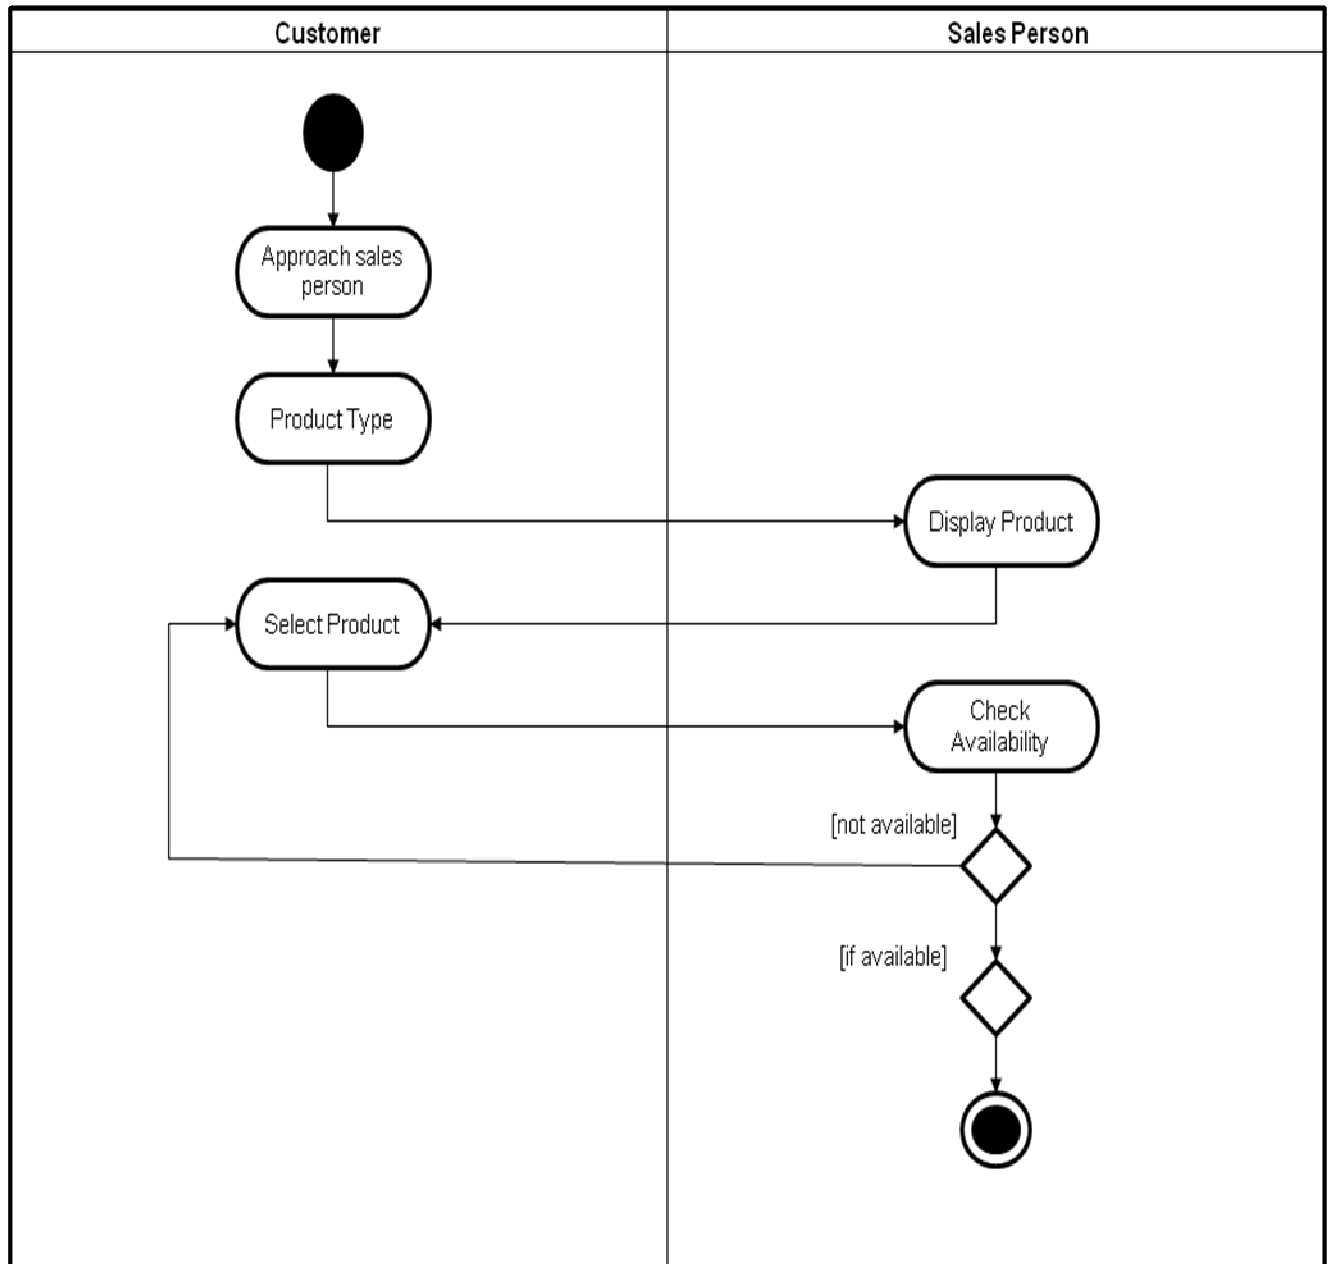 Customer
Sales Person
Approach sales
person
Product Type
Display Product
Select Product
Check
Availability
[not available]
[if available]